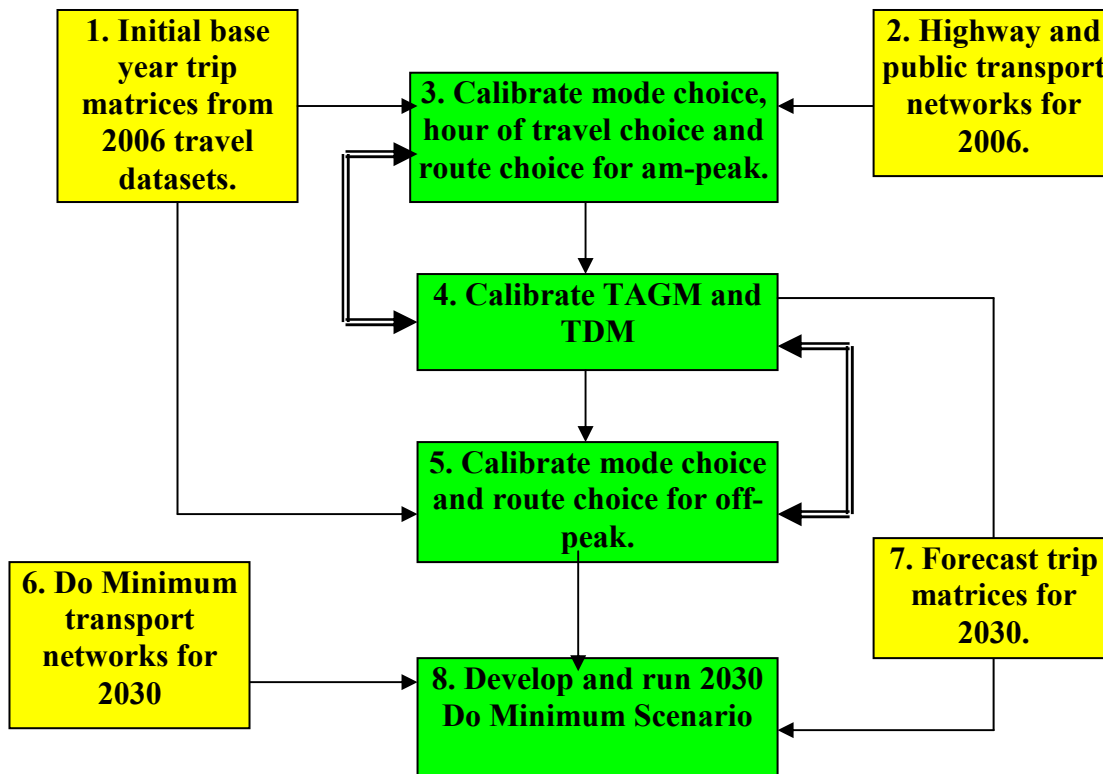 1. Initial base
year trip
matrices from
2006 travel
datasets.
2. Highway and
public transport
networks for
2006.
3. Calibrate mode choice,
hour of travel choice and
route choice for am-peak.
4. Calibrate TAGM and
TDM
5. Calibrate mode choice
and route choice for off-
peak.
6. Do Minimum
transport
networks for
2030
7. Forecast trip
matrices for
2030.
8. Develop and run 2030
Do Minimum Scenario